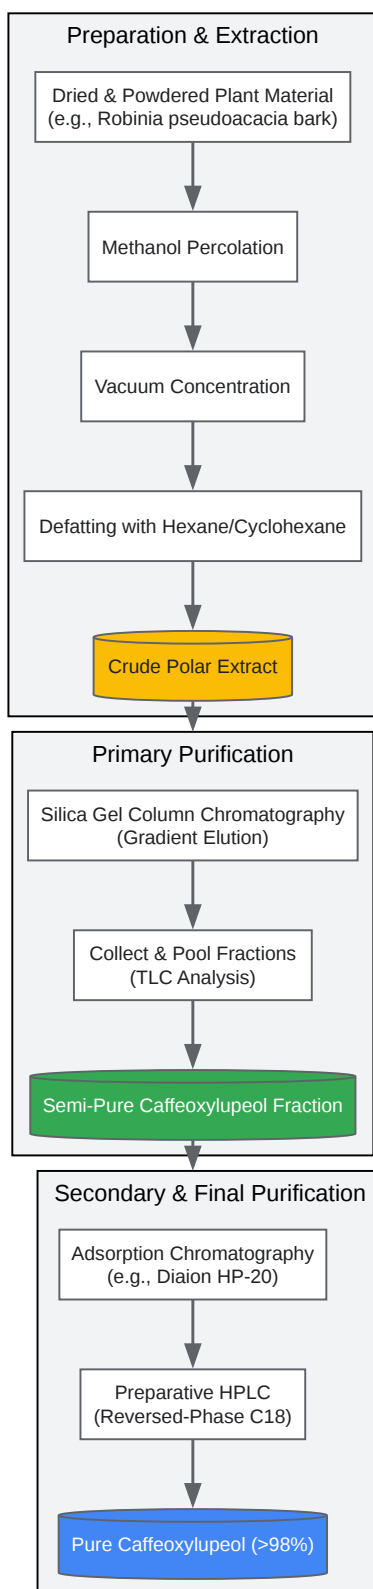 Preparation & Extraction
Dried & Powdered Plant Material
(e.g., Robinia pseudoacacia bark)
Methanol Percolation
Vacuum Concentration
Defatting with Hexane/Cyclohexane
Crude Polar Extract
Primary Purification
Silica Gel Column Chromatography
(Gradient Elution)
Collect & Pool Fractions
(TLC Analysis)
Semi-Pure Caffeoxylupeol Fraction
Secondary & Final Purification
Adsorption Chromatography
(e.g., Diaion HP-20)
Preparative HPLC
(Reversed-Phase C18)
Pure Caffeoxylupeol (>98%)